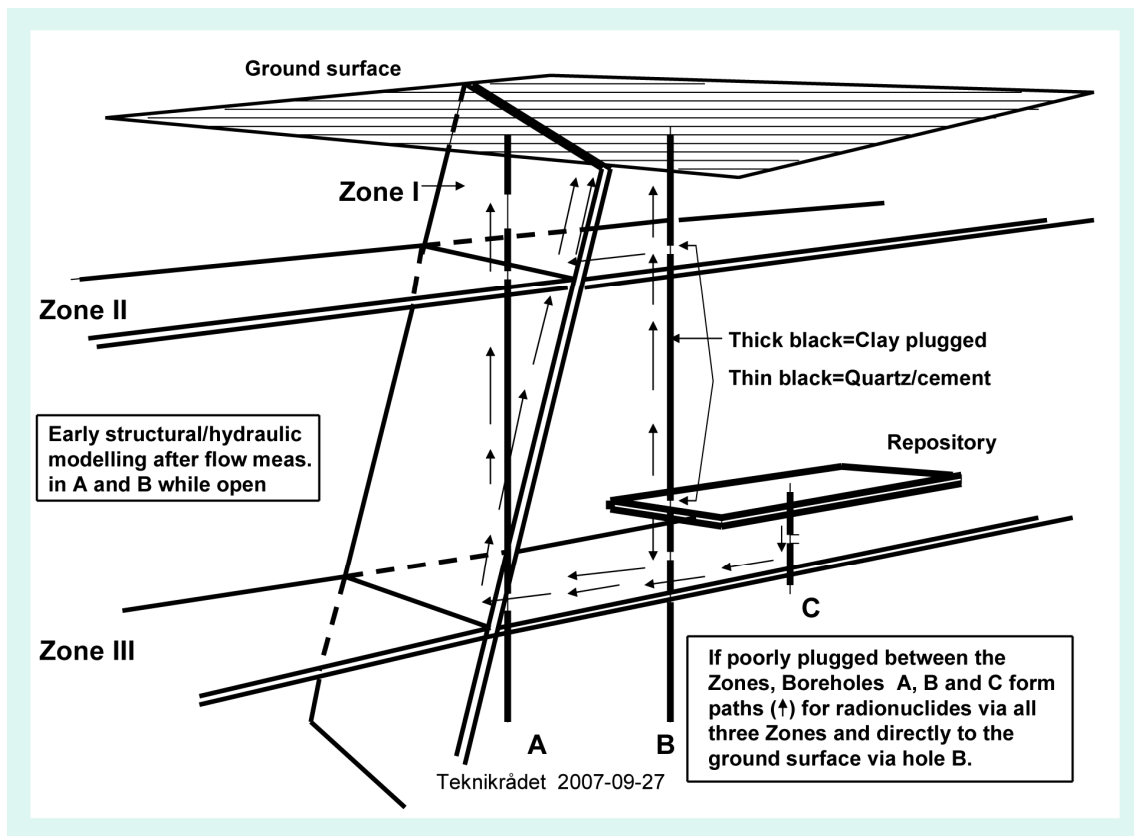 Ground surface
Zone I
Zone II
Thick black=Clay plugged
Thin black=Quartz/cement
Early structural/hydraulic
modelling after flow meas.
in A and B while open
Repository
C
Zone III
If poorly plugged between the
Zones, Boreholes A, B and C form
paths (↑) for radionuclides via all
three Zones and directly to the
ground surface via hole B.
A
B
Teknikrådet 2007-09-27